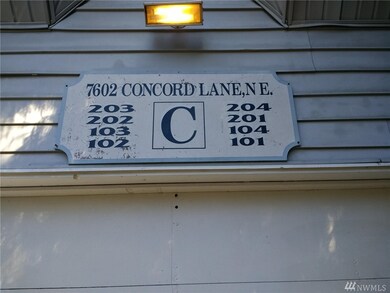 7602 CONCORD LANE, N E.
203 204
202 C 201
103 104
102 101
NWMLS